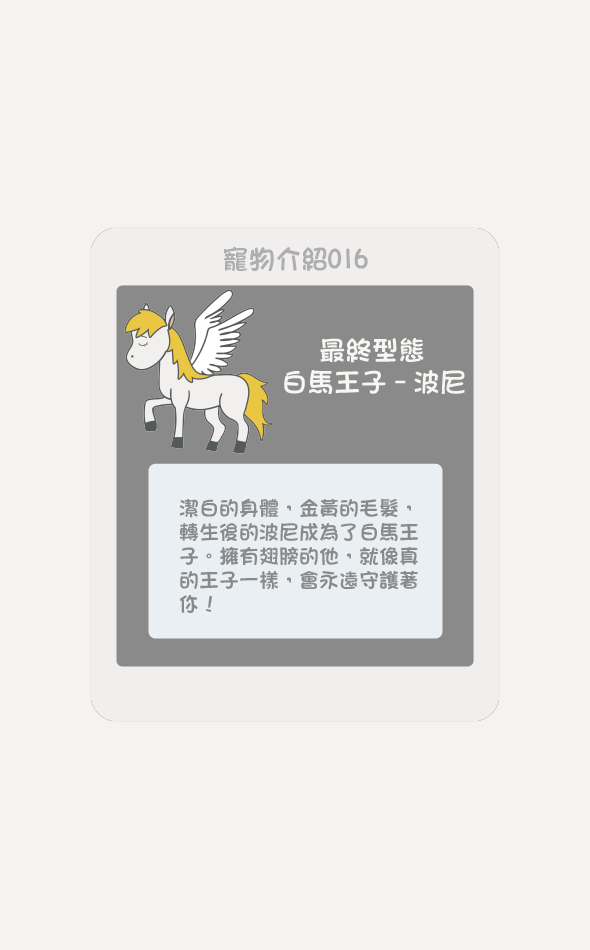 寵物介紹016
最終型態
白馬王子 - 波尼
潔白的身體，金黃的毛髮，
轉生後的波尼成為了白馬王
子。擁有翅膀的他，就像真
的王子一樣，會永遠守護著
你！